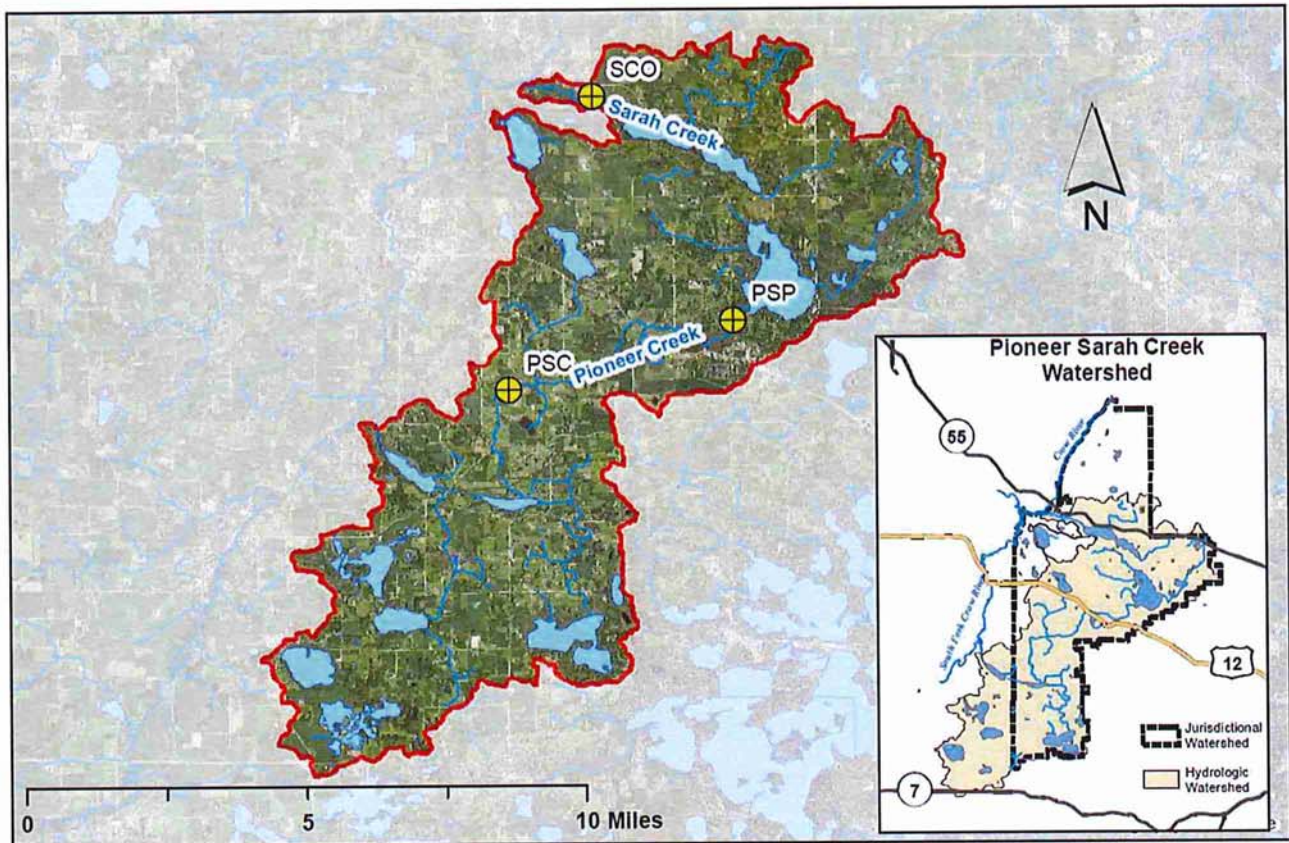 SCO
Sarah Creek
PSP
Pioneer Creek
PSC
N
0
5
10 Miles
Pioneer Sarah Creek
Watershed
55
Crow River
South Fork Crow River
12
Jurisdictional
Watershed
Hydrologic
Watershed
7
e